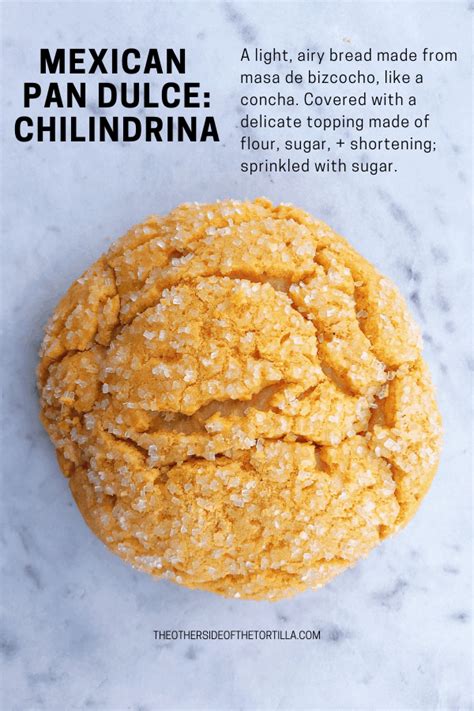 MEXICAN
PAN DULCE:
CHILINDRINA
A light, airy bread made from
masa de bizcocho, like a
concha. Covered with a
delicate topping made of
flour, sugar, + shortening;
sprinkled with sugar.
THEOTHERSIDEOFTHETORTILLA.COM